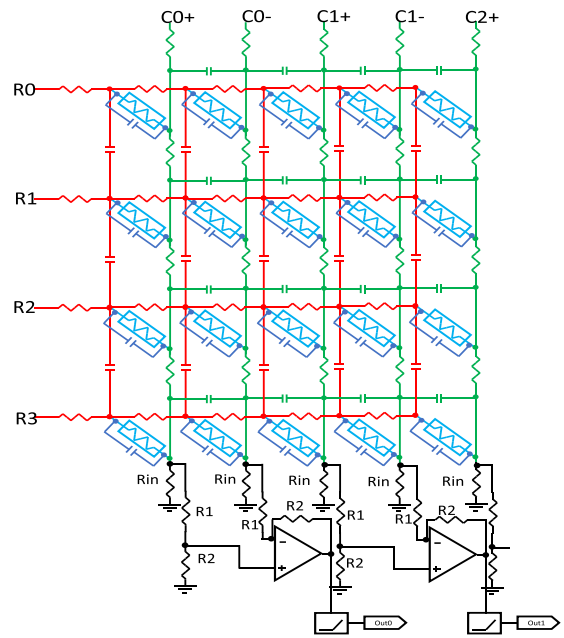 C0+ C0- C1+ C1- C2+
R0
R1
R2
R3
Rin Rin Rin Rin Rin
R1 R1 R2 R1 R1 R2
R2 R2
− −
+ +
Out0 Out1